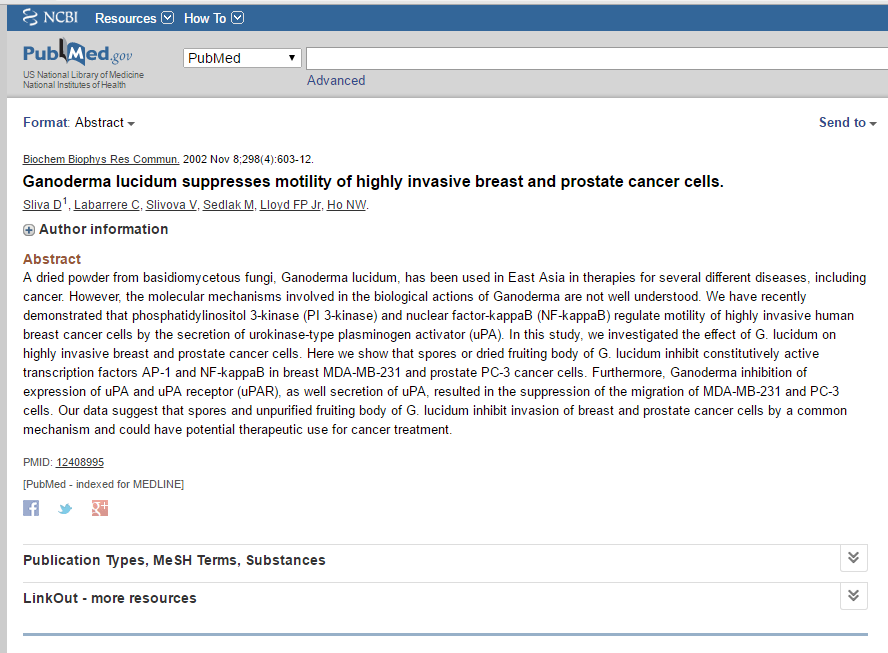 NCBI Resources How To
PubMed.gov
US National Library of Medicine
National Institutes of Health
PubMed
Advanced
Format: Abstract
Send to
Biochem Biophys Res Commun. 2002 Nov 8;298(4):603-12.
Ganoderma lucidum suppresses motility of highly invasive breast and prostate cancer cells.
Sliva D1, Labarrere C, Slivova V, Sedlak M, Lloyd FP Jr, Ho NW.
Author information
Abstract
A dried powder from basidiomycetous fungi, Ganoderma lucidum, has been used in East Asia in therapies for several different diseases, including
cancer. However, the molecular mechanisms involved in the biological actions of Ganoderma are not well understood. We have recently
demonstrated that phosphatidylinositol 3-kinase (PI 3-kinase) and nuclear factor-kappaB (NF-kappaB) regulate motility of highly invasive human
breast cancer cells by the secretion of urokinase-type plasminogen activator (uPA). In this study, we investigated the effect of G. lucidum on
highly invasive breast and prostate cancer cells. Here we show that spores or dried fruiting body of G. lucidum inhibit constitutively active
transcription factors AP-1 and NF-kappaB in breast MDA-MB-231 and prostate PC-3 cancer cells. Furthermore, Ganoderma inhibition of
expression of uPA and uPA receptor (uPAR), as well secretion of uPA, resulted in the suppression of the migration of MDA-MB-231 and PC-3
cells. Our data suggest that spores and unpurified fruiting body of G. lucidum inhibit invasion of breast and prostate cancer cells by a common
mechanism and could have potential therapeutic use for cancer treatment.
PMID: 12408995
[PubMed - indexed for MEDLINE]
f g+
Publication Types, MeSH Terms, Substances
LinkOut - more resources